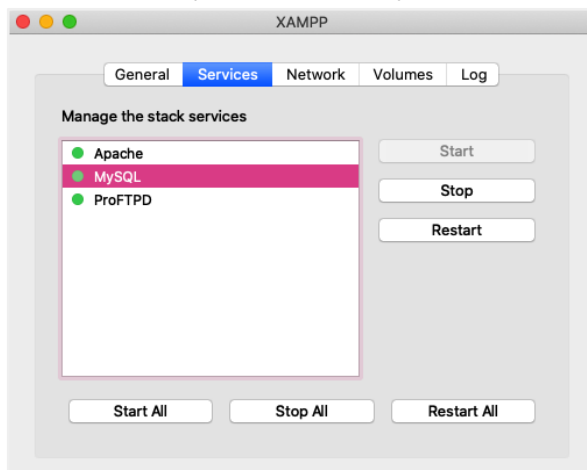 XAMPP
General Services Network Volumes Log
Manage the stack services
Apache
MySQL
ProFTPD
Start
Stop
Restart
Start All Stop All Restart All